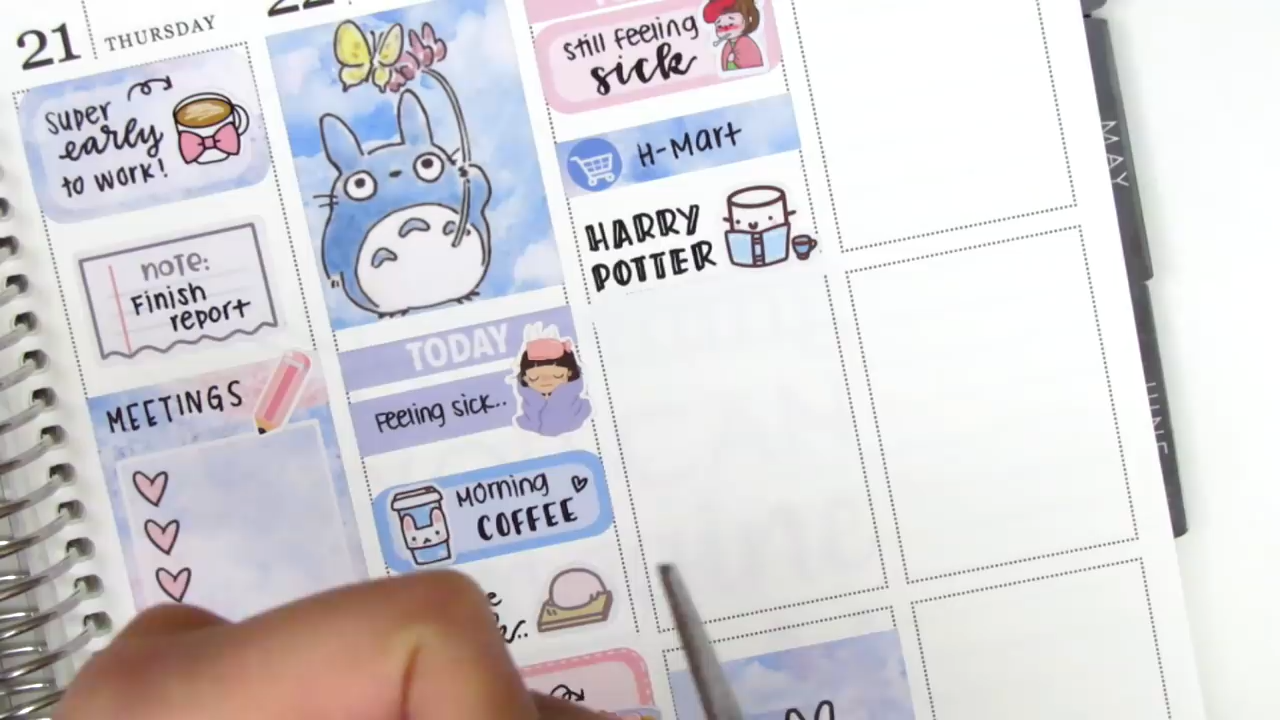 21
THURSDAY
Super
early
to work!
NOTE:
Finish
report
MEETINGS
22
TODAY
Feeling sick..
Morning
COFFEE
Still feeling
sick
H-Mart
HARRY
POTTER
MAY
JUNE